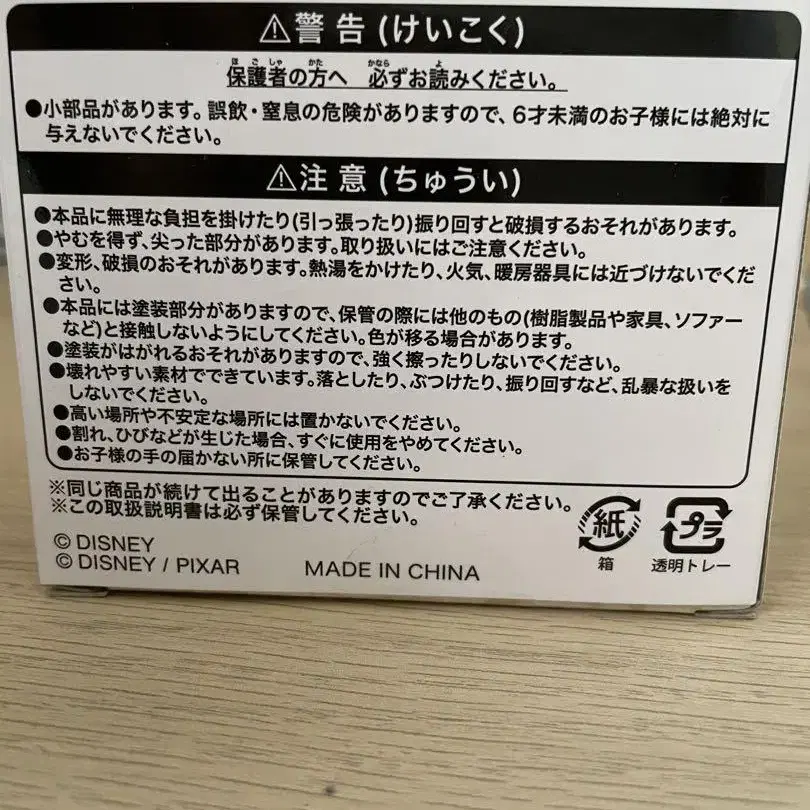 ⚠警告(けいこく)
保護者の方へ 必ずお読みください。
●小部品があります。誤飲・窒息の危険がありますので、6才未満のお子様には絶対に
与えないでください。
⚠注意(ちゅうい)
●本品に無理な負担を掛けたり(引っ張ったり)振り回すと破損するおそれがあります。
●やむを得ず、尖った部分があります。取り扱いにはご注意ください。
●変形、破損のおそれがあります。熱湯をかけたり、火気、暖房器具には近づけないでくだ
さい。
●本品には塗装部分がありますので、保管の際には他のもの(樹脂製品や家具、ソファー
など)と接触しないようにしてください。色が移る場合があります。
●塗装がはがれるおそれがありますので、強く擦ったりしないでください。
●壊れやすい素材でできています。落としたり、ぶつけたり、振り回すなど、乱暴な扱いを
しないでください。
●高い場所や不安定な場所には置かないでください。
●割れ、ひびなどが生じた場合、すぐに使用をやめてください。
●お子様の手の届かない所に保管してください。
※同じ商品が続けて出ることがありますのでご了承ください。
※この取扱説明書は必ず保管してください。
紙 プラ
箱 透明トレー
© DISNEY
© DISNEY / PIXAR MADE IN CHINA